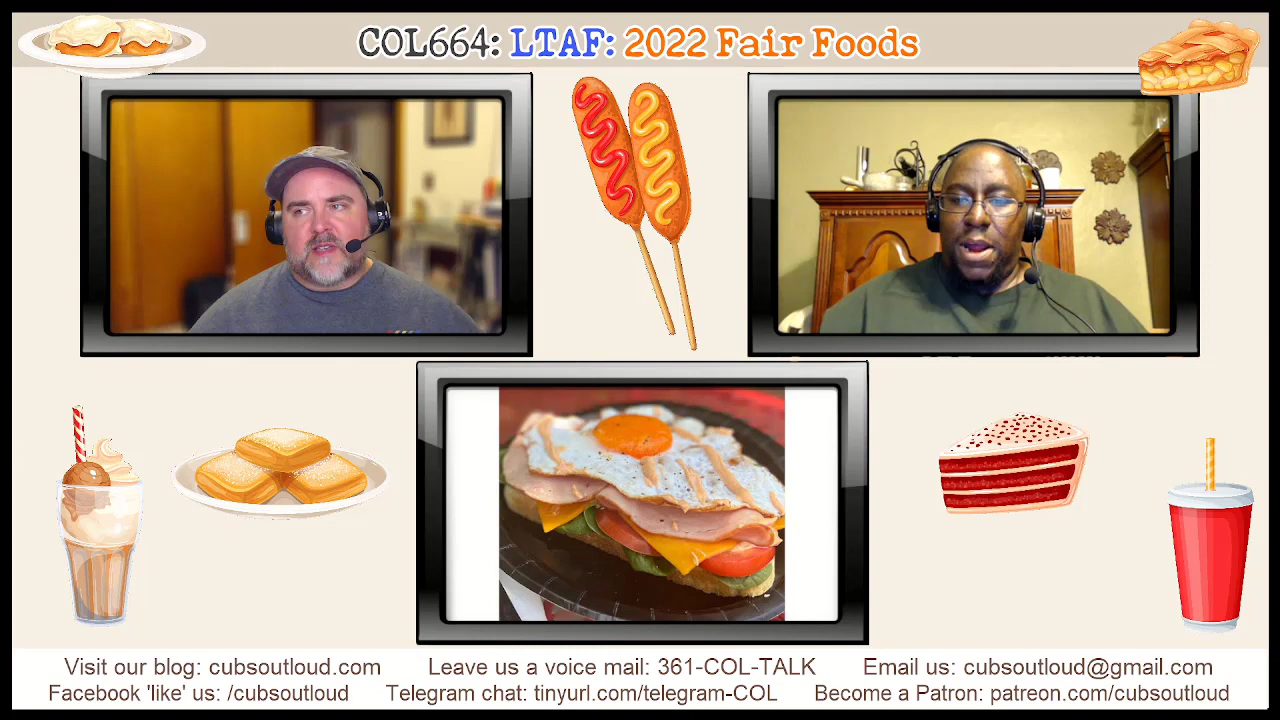 COL664: LTAF: 2022 Fair Foods
Visit our blog: cubsoutloud.com Leave us a voice mail: 361-COL-TALK Email us: cubsoutloud@gmail.com
Facebook 'like' us: /cubsoutloud Telegram chat: tinyurl.com/telegram-COL Become a Patron: patreon.com/cubsoutloud